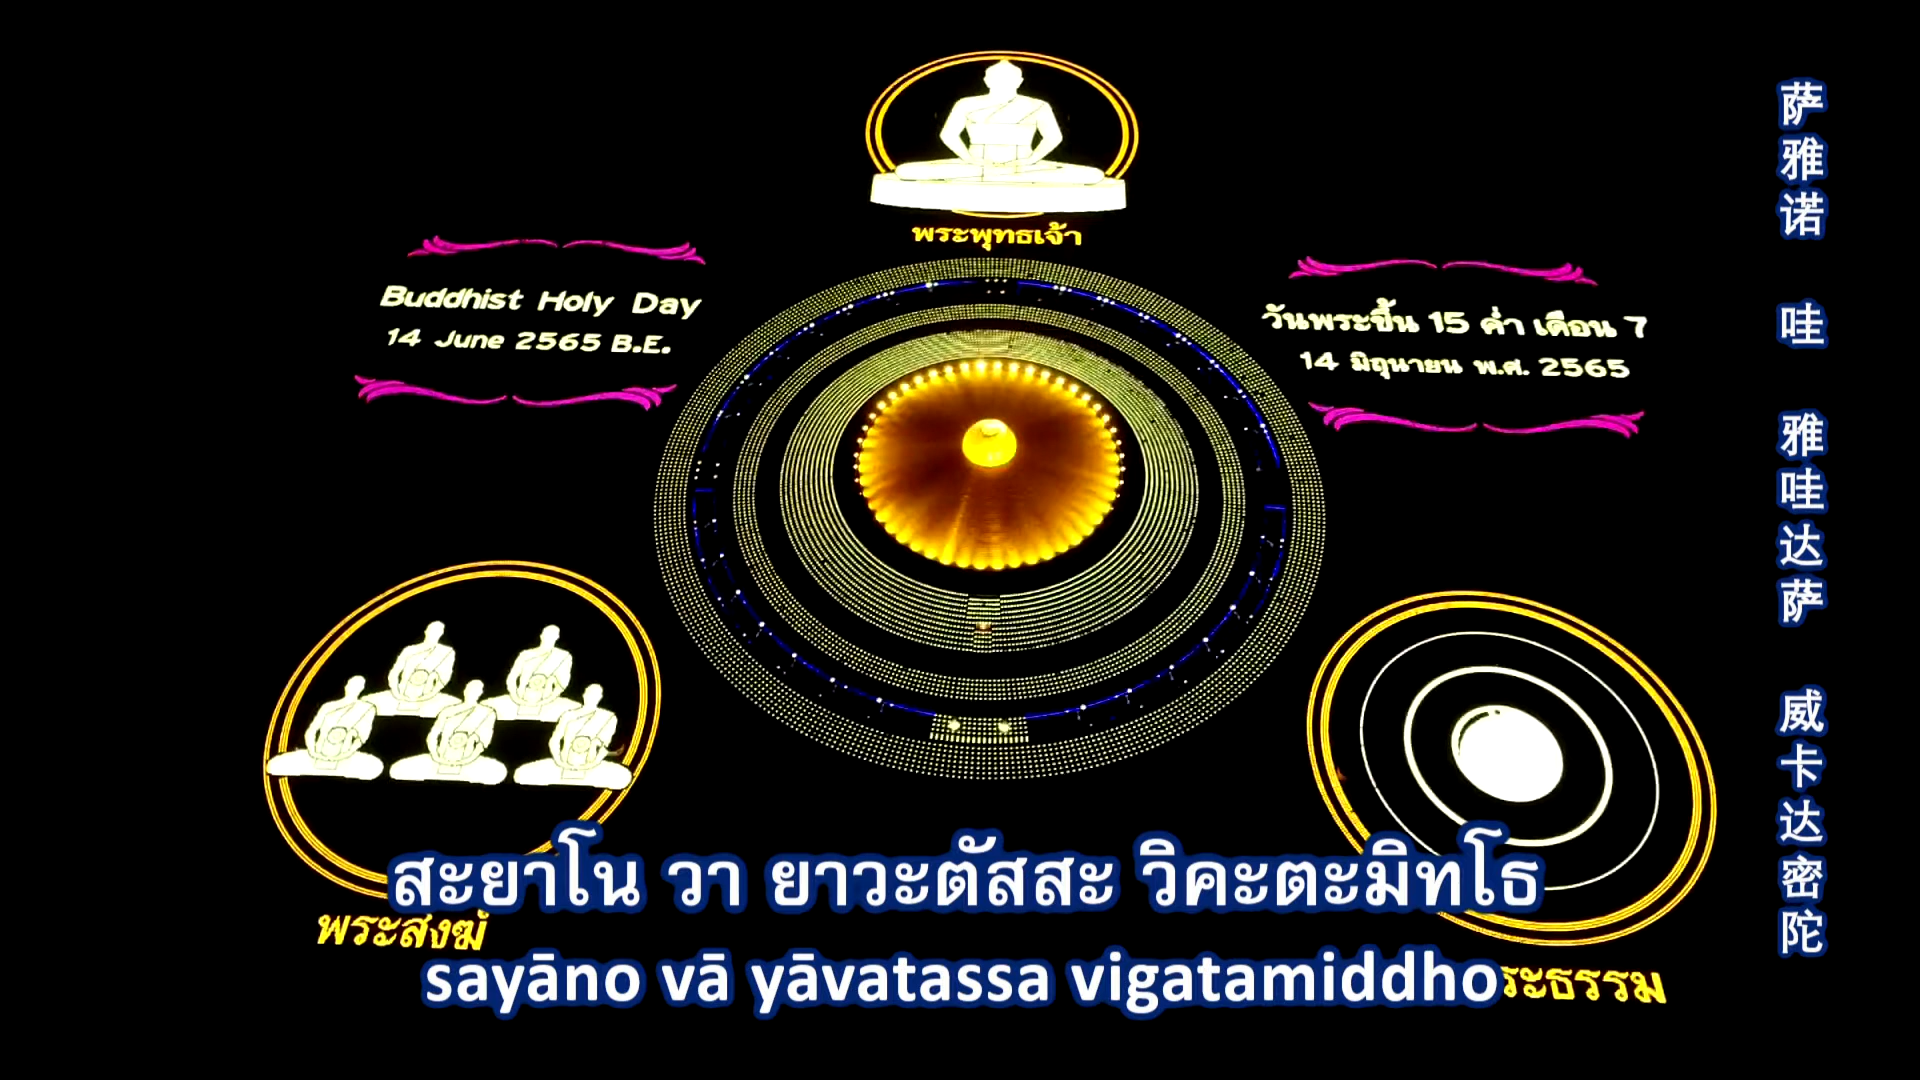 พระพุทธเจ้า
Buddhist Holy Day
14 June 2565 B.E.
วันพระขึ้น 15 ค่ำ เดือน 7
14 มิถุนายน พ.ศ. 2565
พระสงฆ์
ระธรรม
สะยาโน วา ยาวะตัสสะ วิคะตะมิทโธ
sayāno vā yāvatassa vigatamiddho
萨雅诺 哇 雅哇达萨 威卡达密陀